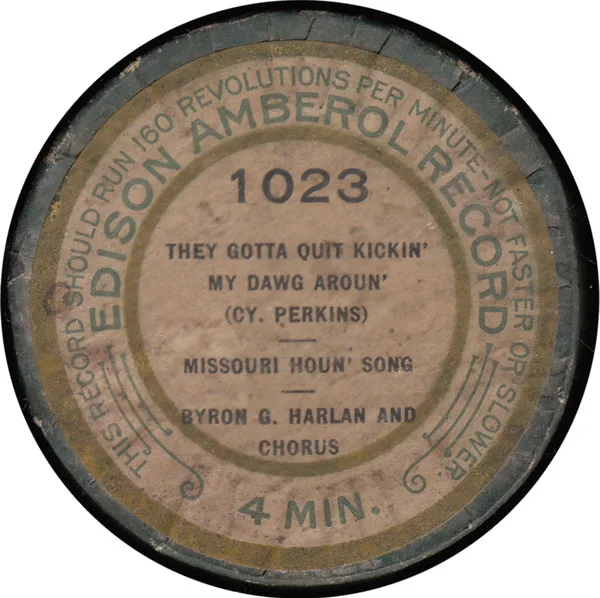 THIS RECORD SHOULD RUN 160 REVOLUTIONS PER MINUTE-NOT FASTER OR SLOWER.
EDISON AMBEROL RECORD
1023
THEY GOTTA QUIT KICKIN'
MY DAWG AROUN'
(CY. PERKINS)
MISSOURI HOUN' SONG
BYRON G. HARLAN AND
CHORUS
4 MIN.